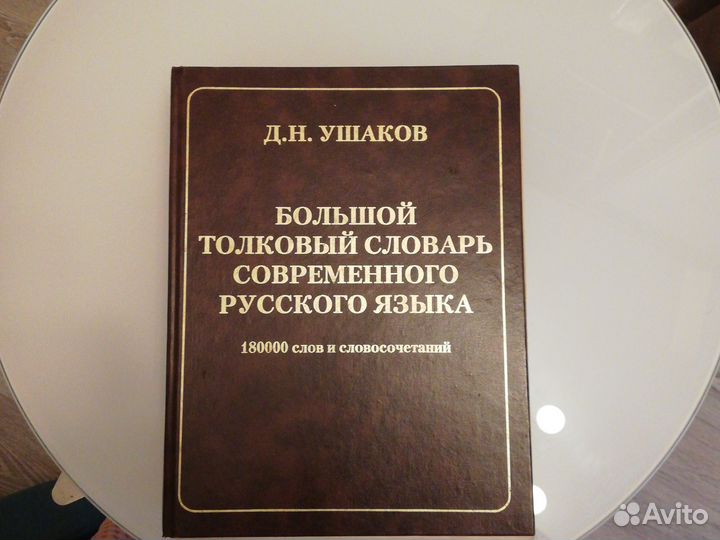 Д.Н. УШАКОВ
БОЛЬШОЙ
ТОЛКОВЫЙ СЛОВАРЬ
СОВРЕМЕННОГО
РУССКОГО ЯЗЫКА
180000 слов и словосочетаний
Avito